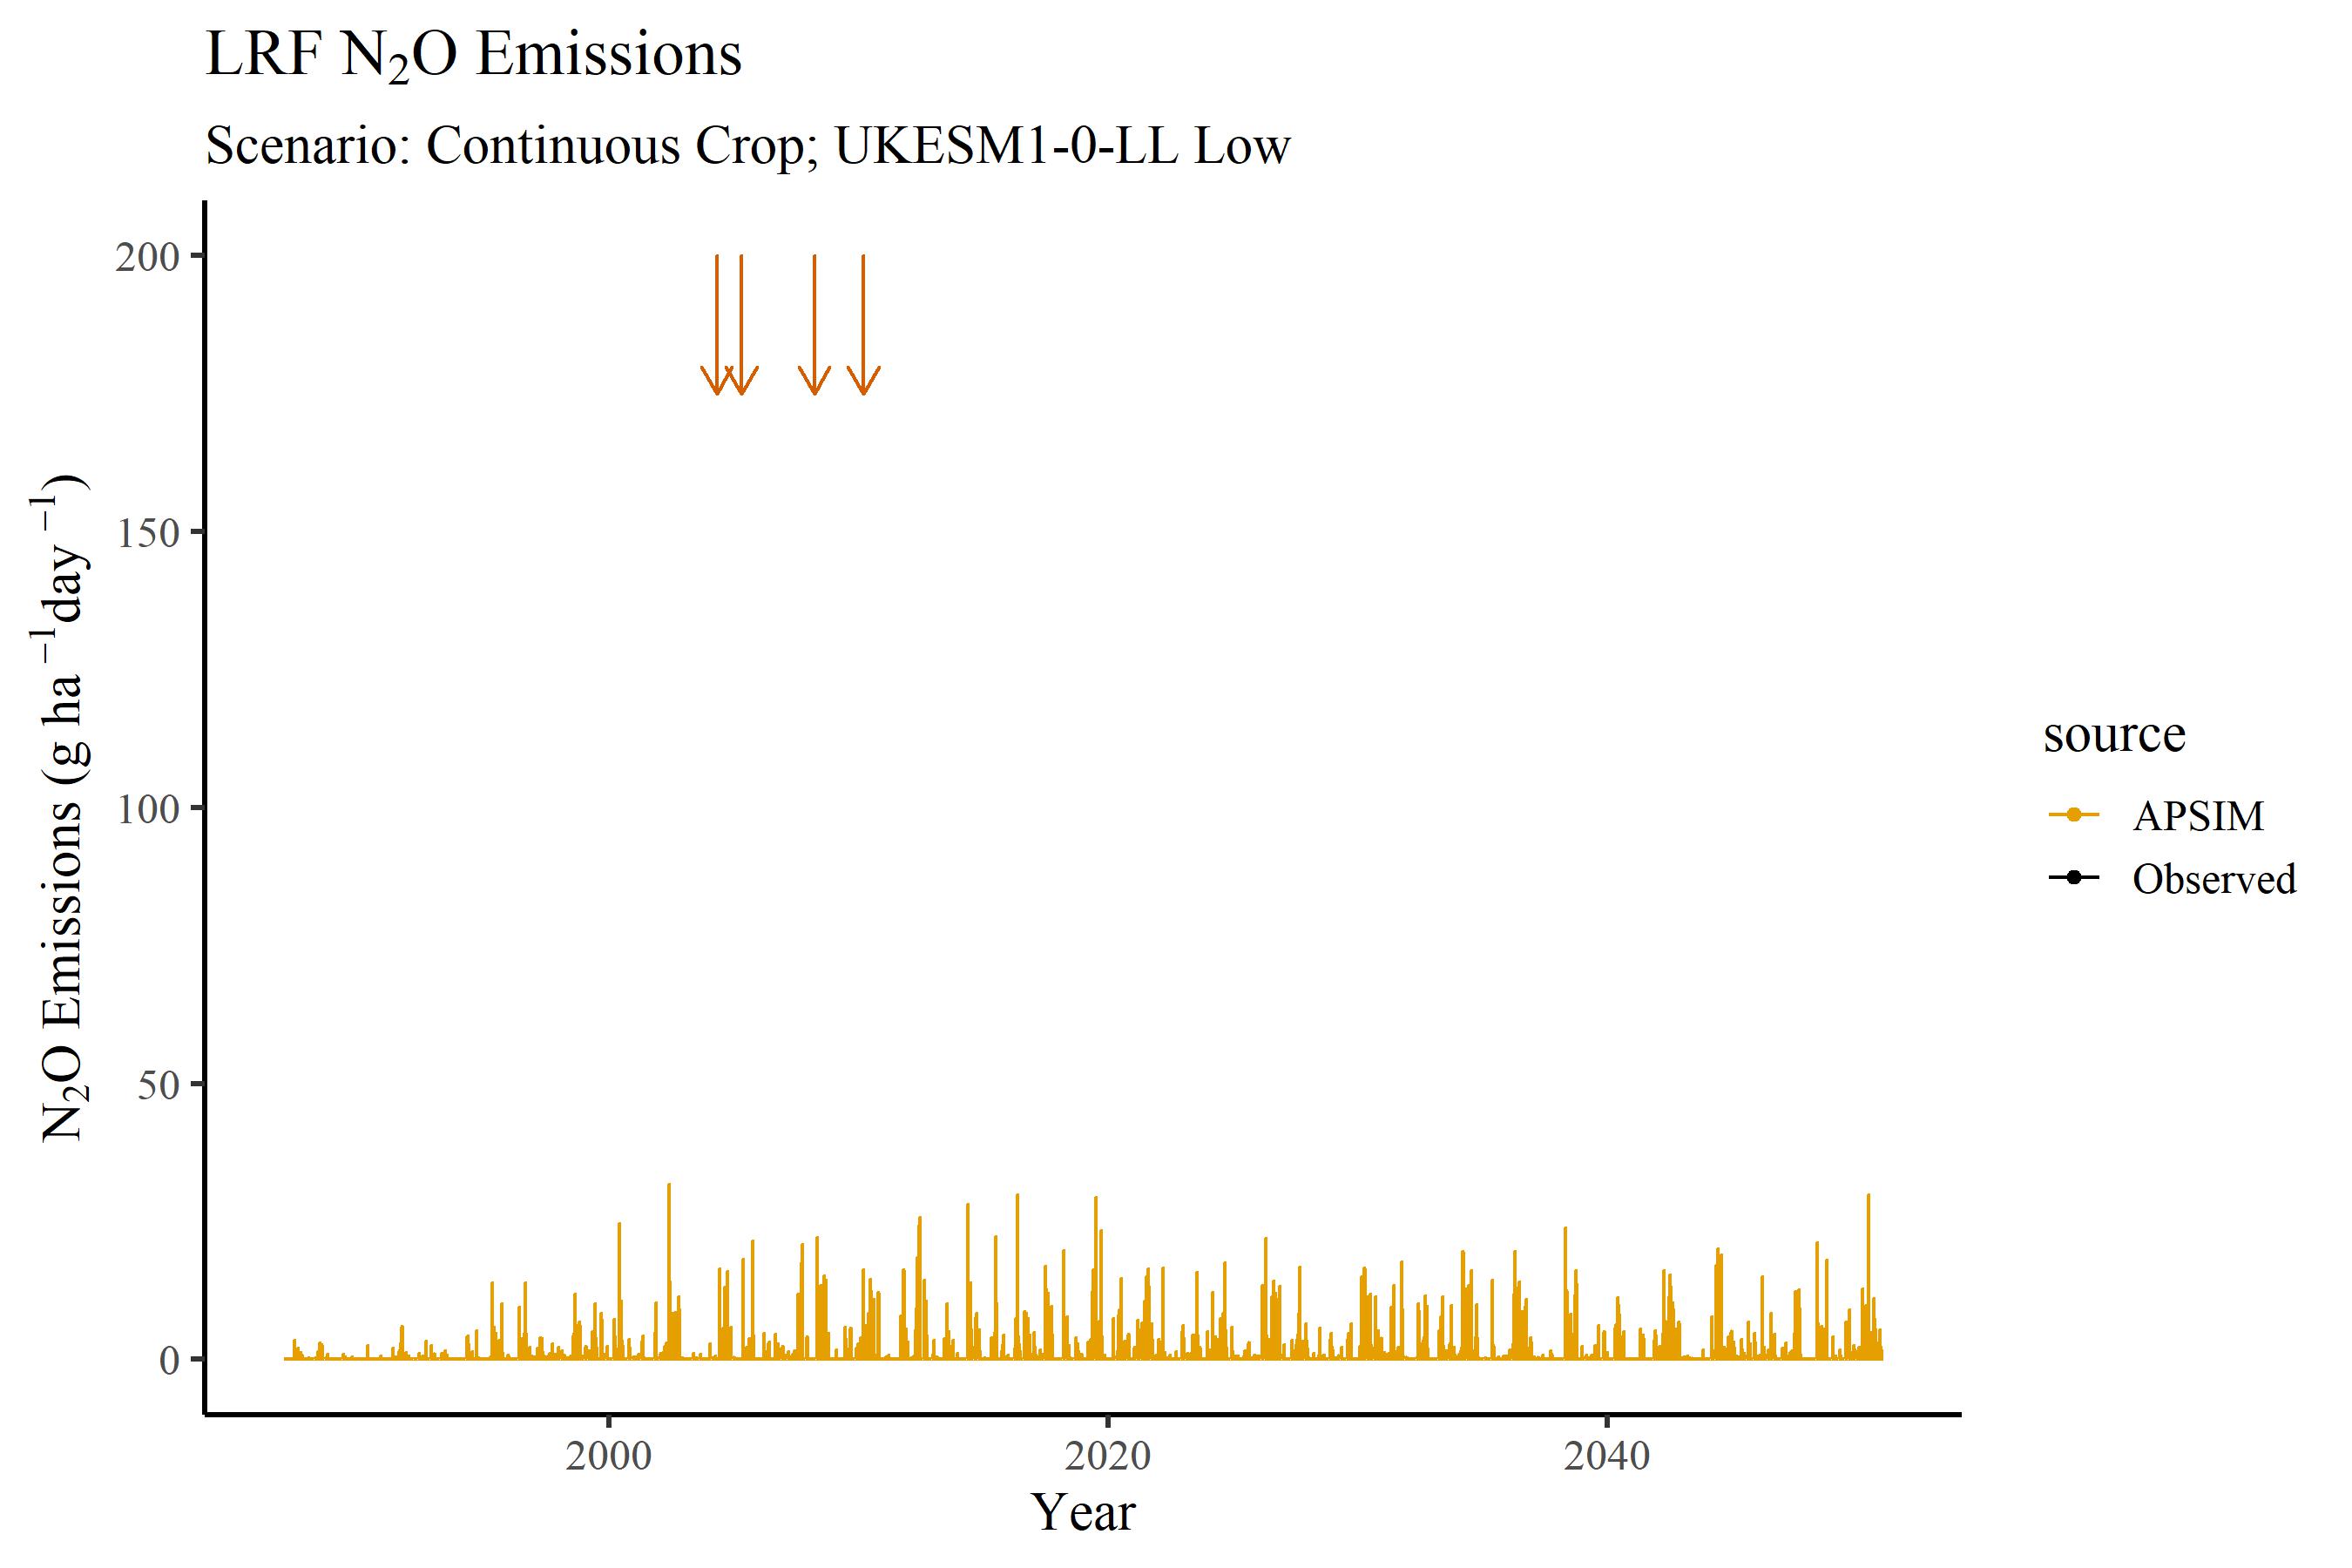 LRF N₂O Emissions
Scenario: Continuous Crop; UKESM1-0-LL Low
N₂O Emissions (g ha ⁻¹day ⁻¹)
200
150
100
50
0
2000 2020 2040
Year
source
APSIM
Observed